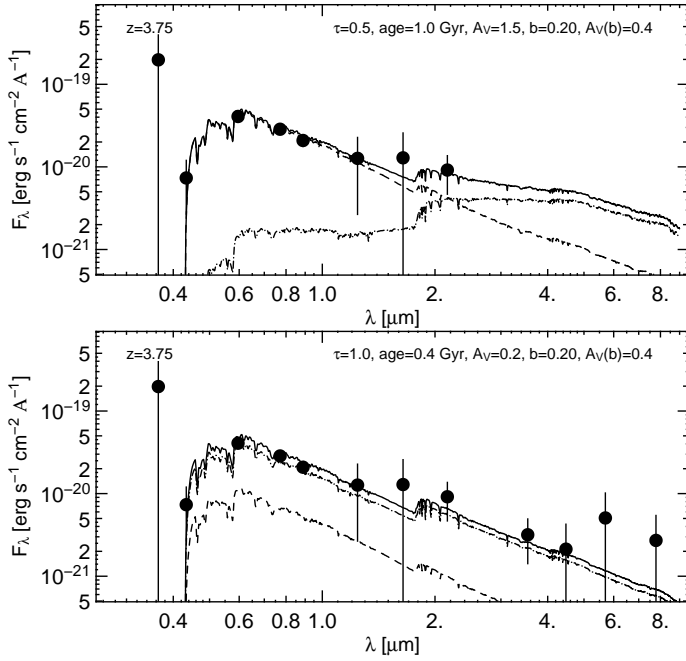 z=3.75 τ=0.5, age=1.0 Gyr, Aᵥ=1.5, b=0.20, Aᵥ(b)=0.4
5
2
10⁻¹⁹
5
2
10⁻²⁰
5
2
10⁻²¹
5
F_λ [erg s⁻¹ cm⁻² A⁻¹]
0.4 0.6 0.8 1.0 2. 4. 6. 8.
λ [μm]
z=3.75 τ=1.0, age=0.4 Gyr, Aᵥ=0.2, b=0.20, Aᵥ(b)=0.4
5
2
10⁻¹⁹
5
2
10⁻²⁰
5
2
10⁻²¹
5
F_λ [erg s⁻¹ cm⁻² A⁻¹]
0.4 0.6 0.8 1.0 2. 4. 6. 8.
λ [μm]